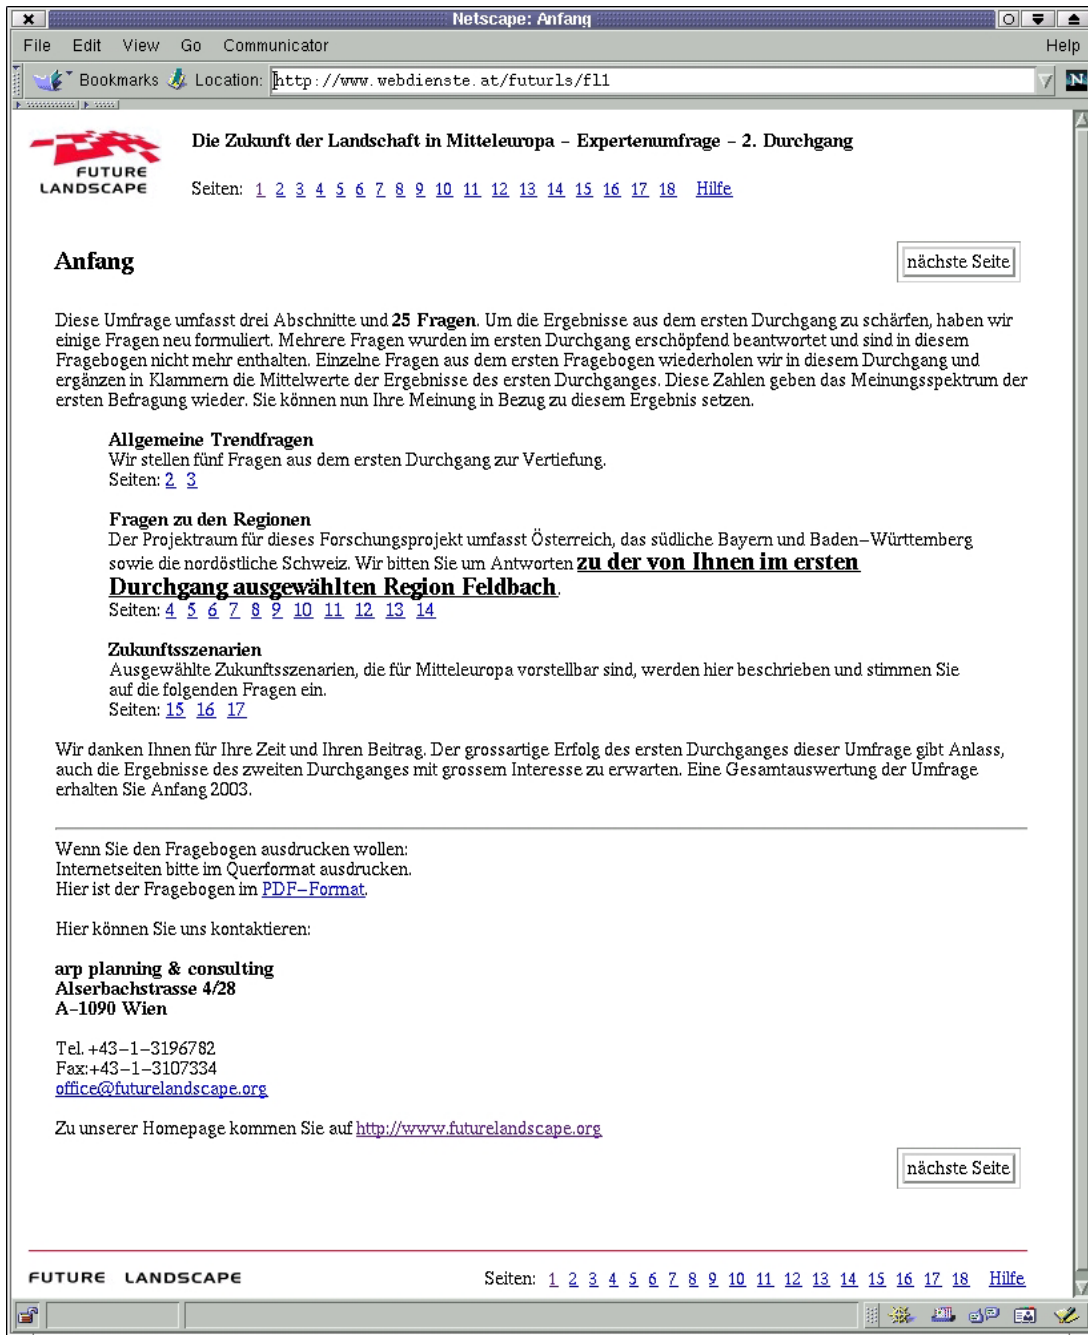 Netscape: Anfang
File Edit View Go Communicator Help
Bookmarks Location: http://www.webdienste.at/futurls/fl1
N
FUTURE
LANDSCAPE
Die Zukunft der Landschaft in Mitteleuropa – Expertenumfrage – 2. Durchgang
Seiten: 1 2 3 4 5 6 7 8 9 10 11 12 13 14 15 16 17 18 Hilfe
Anfang
nächste Seite
Diese Umfrage umfasst drei Abschnitte und 25 Fragen. Um die Ergebnisse aus dem ersten Durchgang zu schärfen, haben wir
einige Fragen neu formuliert. Mehrere Fragen wurden im ersten Durchgang erschöpfend beantwortet und sind in diesem
Fragebogen nicht mehr enthalten. Einzelne Fragen aus dem ersten Fragebogen wiederholen wir in diesem Durchgang und
ergänzen in Klammern die Mittelwerte der Ergebnisse des ersten Durchganges. Diese Zahlen geben das Meinungsspektrum der
ersten Befragung wieder. Sie können nun Ihre Meinung in Bezug zu diesem Ergebnis setzen.
Allgemeine Trendfragen
Wir stellen fünf Fragen aus dem ersten Durchgang zur Vertiefung.
Seiten: 2 3
Fragen zu den Regionen
Der Projektraum für dieses Forschungsprojekt umfasst Österreich, das südliche Bayern und Baden–Württemberg
sowie die nordöstliche Schweiz. Wir bitten Sie um Antworten zu der von Ihnen im ersten
Durchgang ausgewählten Region Feldbach.
Seiten: 4 5 6 7 8 9 10 11 12 13 14
Zukunftsszenarien
Ausgewählte Zukunftsszenarien, die für Mitteleuropa vorstellbar sind, werden hier beschrieben und stimmen Sie
auf die folgenden Fragen ein.
Seiten: 15 16 17
Wir danken Ihnen für Ihre Zeit und Ihren Beitrag. Der grossartige Erfolg des ersten Durchganges dieser Umfrage gibt Anlass,
auch die Ergebnisse des zweiten Durchganges mit grossem Interesse zu erwarten. Eine Gesamtauswertung der Umfrage
erhalten Sie Anfang 2003.
Wenn Sie den Fragebogen ausdrucken wollen:
Internetseiten bitte im Querformat ausdrucken.
Hier ist der Fragebogen im PDF–Format.
Hier können Sie uns kontaktieren:
arp planning & consulting
Alserbachstrasse 4/28
A–1090 Wien
Tel. +43–1–3196782
Fax:+43–1–3107334
office@futurelandscape.org
Zu unserer Homepage kommen Sie auf http://www.futurelandscape.org
nächste Seite
FUTURE LANDSCAPE
Seiten: 1 2 3 4 5 6 7 8 9 10 11 12 13 14 15 16 17 18 Hilfe